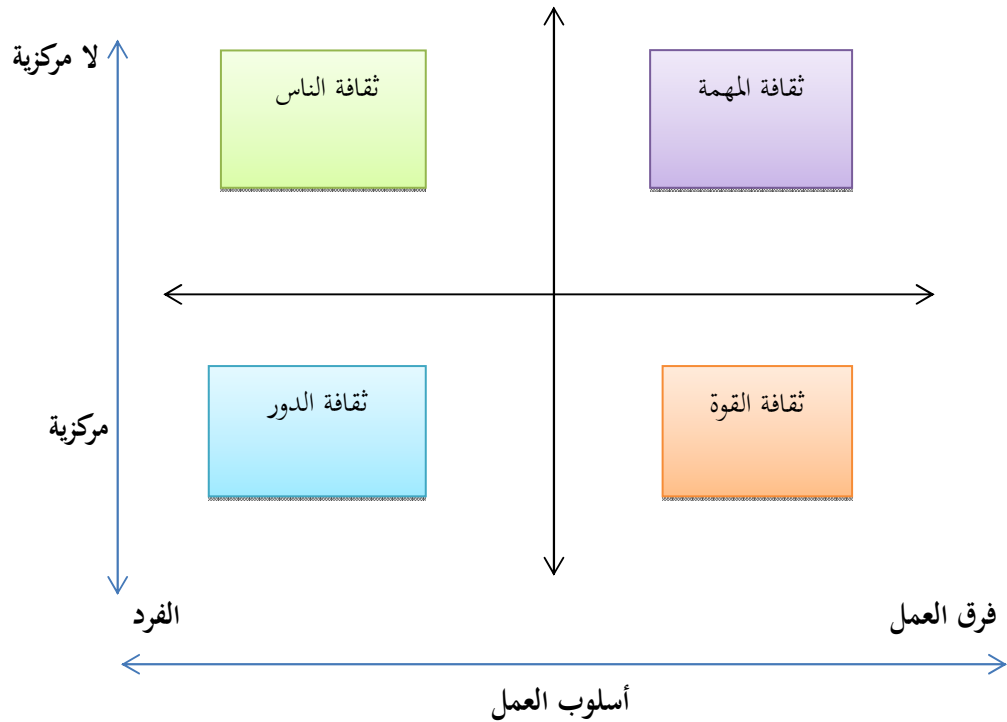 لا مركزية
ثقافة المهمة
ثقافة الناس
ثقافة القوة
ثقافة الدور
مركزية
فرق العمل
الفرد
أسلوب العمل